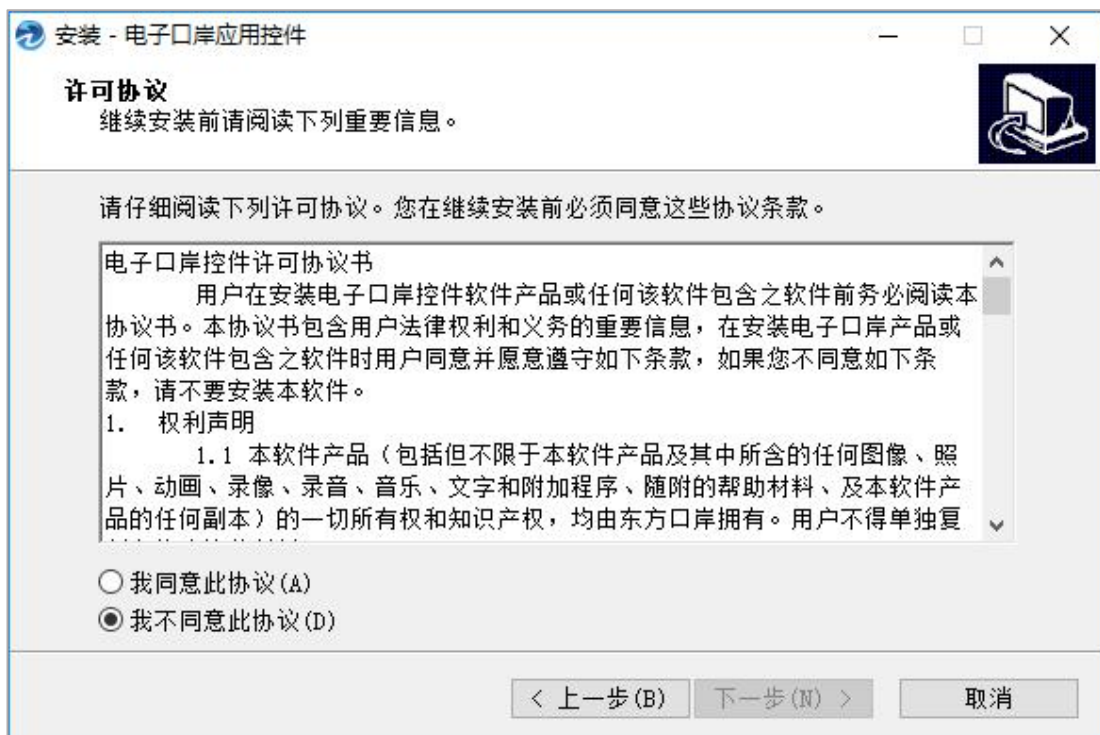 安装 - 电子口岸应用控件
许可协议
继续安装前请阅读下列重要信息。
请仔细阅读下列许可协议。您在继续安装前必须同意这些协议条款。
电子口岸控件许可协议书
用户在安装电子口岸控件软件产品或任何该软件包含之软件前务必阅读本
协议书。本协议书包含用户法律权利和义务的重要信息，在安装电子口岸产品或
任何该软件包含之软件时用户同意并愿意遵守如下条款，如果您不同意如下条
款，请不要安装本软件。
1. 权利声明
1.1 本软件产品（包括但不限于本软件产品及其中所含的任何图像、照
片、动画、录像、录音、音乐、文字和附加程序、随附的帮助材料、及本软件产
品的任何副本）的一切所有权和知识产权，均由东方口岸拥有。用户不得单独复
我同意此协议(A)
我不同意此协议(D)
< 上一步(B)
下一步(N) >
取消